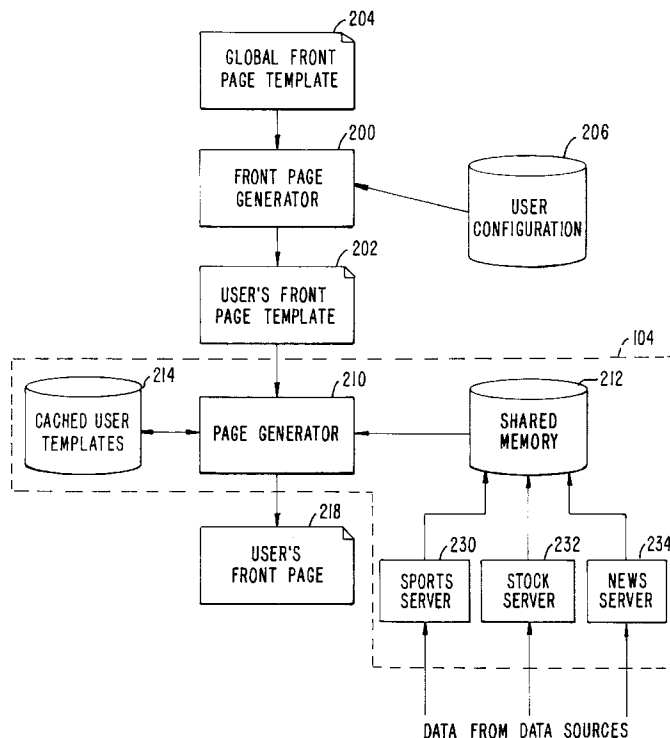 204
GLOBAL FRONT
PAGE TEMPLATE
200
FRONT PAGE
GENERATOR
206
USER
CONFIGURATION
202
USER'S FRONT
PAGE TEMPLATE
104
214
CACHED USER
TEMPLATES
210
PAGE GENERATOR
212
SHARED
MEMORY
218
USER'S
FRONT PAGE
230
SPORTS
SERVER
232
STOCK
SERVER
234
NEWS
SERVER
DATA FROM DATA SOURCES